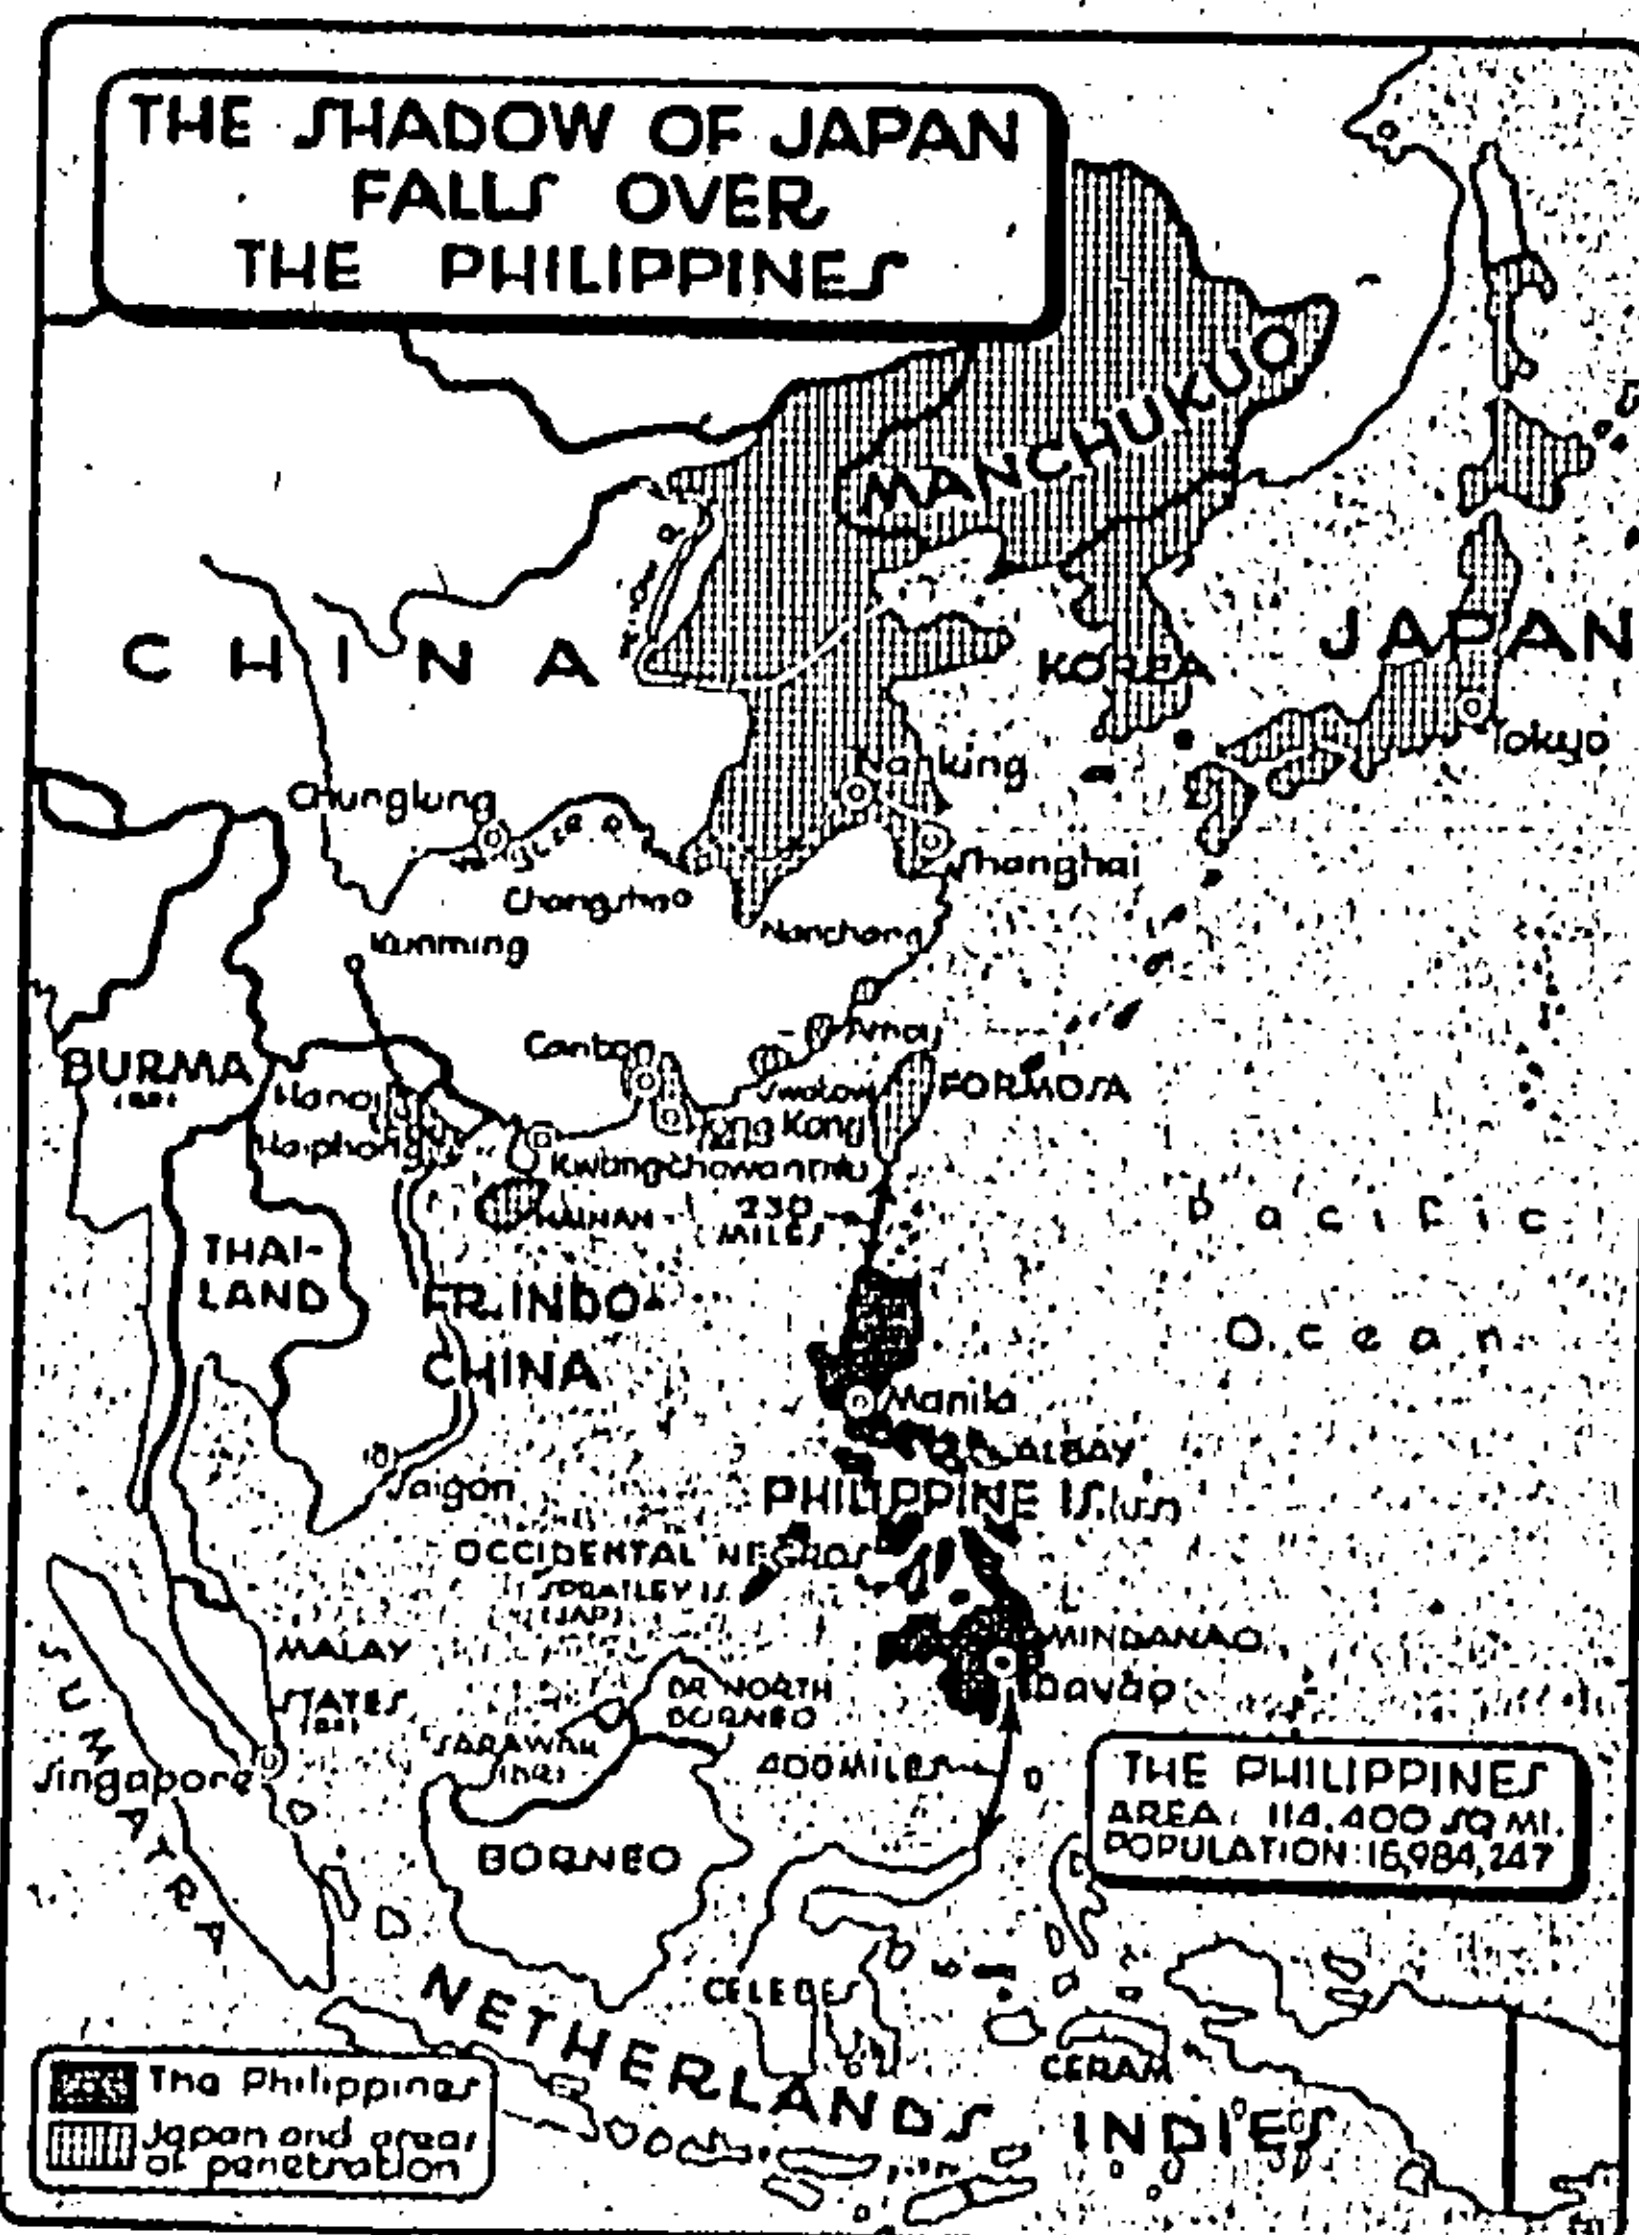 THE SHADOW OF JAPAN
FALLS OVER
THE PHILIPPINES
MANCHUKUO
CHINA
KOREA
JAPAN
Tokyo
Nanking
Chungking
Shanghai
Changsha
Nanchang
Kunming
Amoy
Canton
BURMA
Swatow
FORMOSA
Hanoi
Hong Kong
Haiphong
Kwangchowan
HAINAN
230
MILES
Pacific
THAI-
LAND
FR. INDO-
CHINA
Ocean
Manila
ALBAY
Saigon
PHILIPPINE IS. (U.S.)
OCCIDENTAL NEGROS
SPRATLEY IS.
(JAP)
MALAY
STATES
MINDANAO
Davao
BR. NORTH
BORNEO
SARAWAK
SUMATRA
Singapore
400 MILES
THE PHILIPPINES
AREA: 114,400 SQ. MI.
POPULATION: 16,984,247
BORNEO
CELEBES
NETHERLANDS INDIES
CERAM
The Philippines
Japan and areas
of penetration